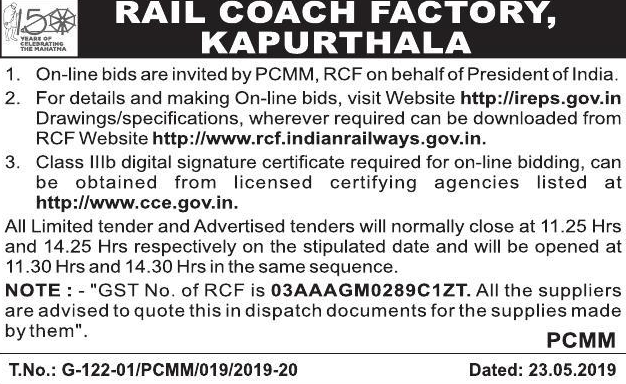 150
YEARS OF
CELEBRATING
THE MAHATMA
RAIL COACH FACTORY,
KAPURTHALA
1. On-line bids are invited by PCMM, RCF on behalf of President of India.
2. For details and making On-line bids, visit Website http://ireps.gov.in
Drawings/specifications, wherever required can be downloaded from
RCF Website http://www.rcf.indianrailways.gov.in.
3. Class IIIb digital signature certificate required for on-line bidding, can
be obtained from licensed certifying agencies listed at
http://www.cce.gov.in.
All Limited tender and Advertised tenders will normally close at 11.25 Hrs
and 14.25 Hrs respectively on the stipulated date and will be opened at
11.30 Hrs and 14.30 Hrs in the same sequence.
NOTE : - "GST No. of RCF is 03AAAGM0289C1ZT. All the suppliers
are advised to quote this in dispatch documents for the supplies made
by them".
PCMM
T.No.: G-122-01/PCMM/019/2019-20 Dated: 23.05.2019